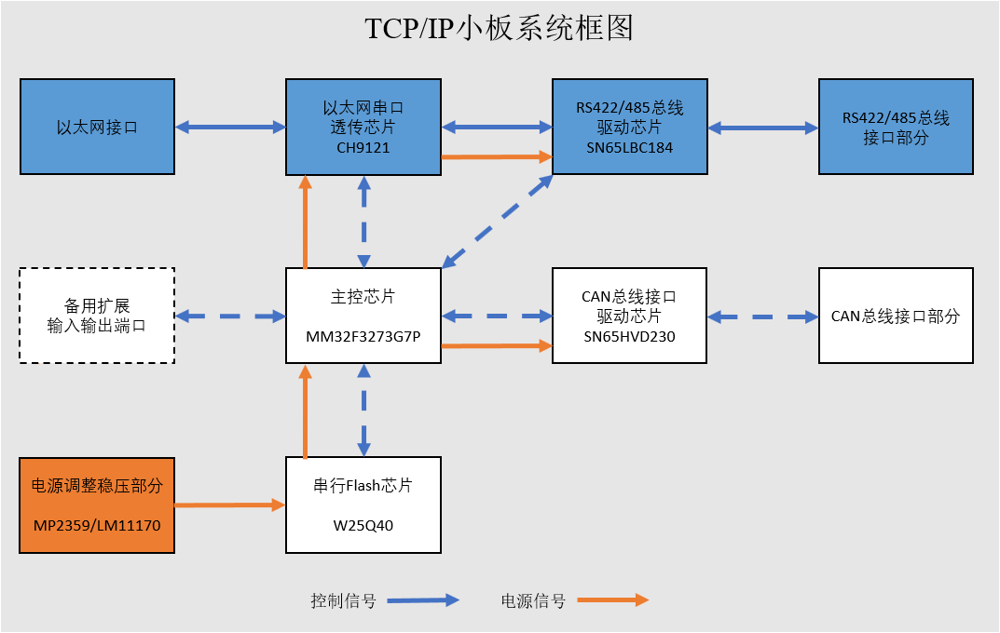 TCP/IP小板系统框图
以太网接口
以太网串口
透传芯片
CH9121
RS422/485总线
驱动芯片
SN65LBC184
RS422/485总线
接口部分
备用扩展
输入输出端口
主控芯片
MM32F3273G7P
CAN总线接口
驱动芯片
SN65HVD230
CAN总线接口部分
电源调整稳压部分
MP2359/LM11170
串行Flash芯片
W25Q40
控制信号
电源信号